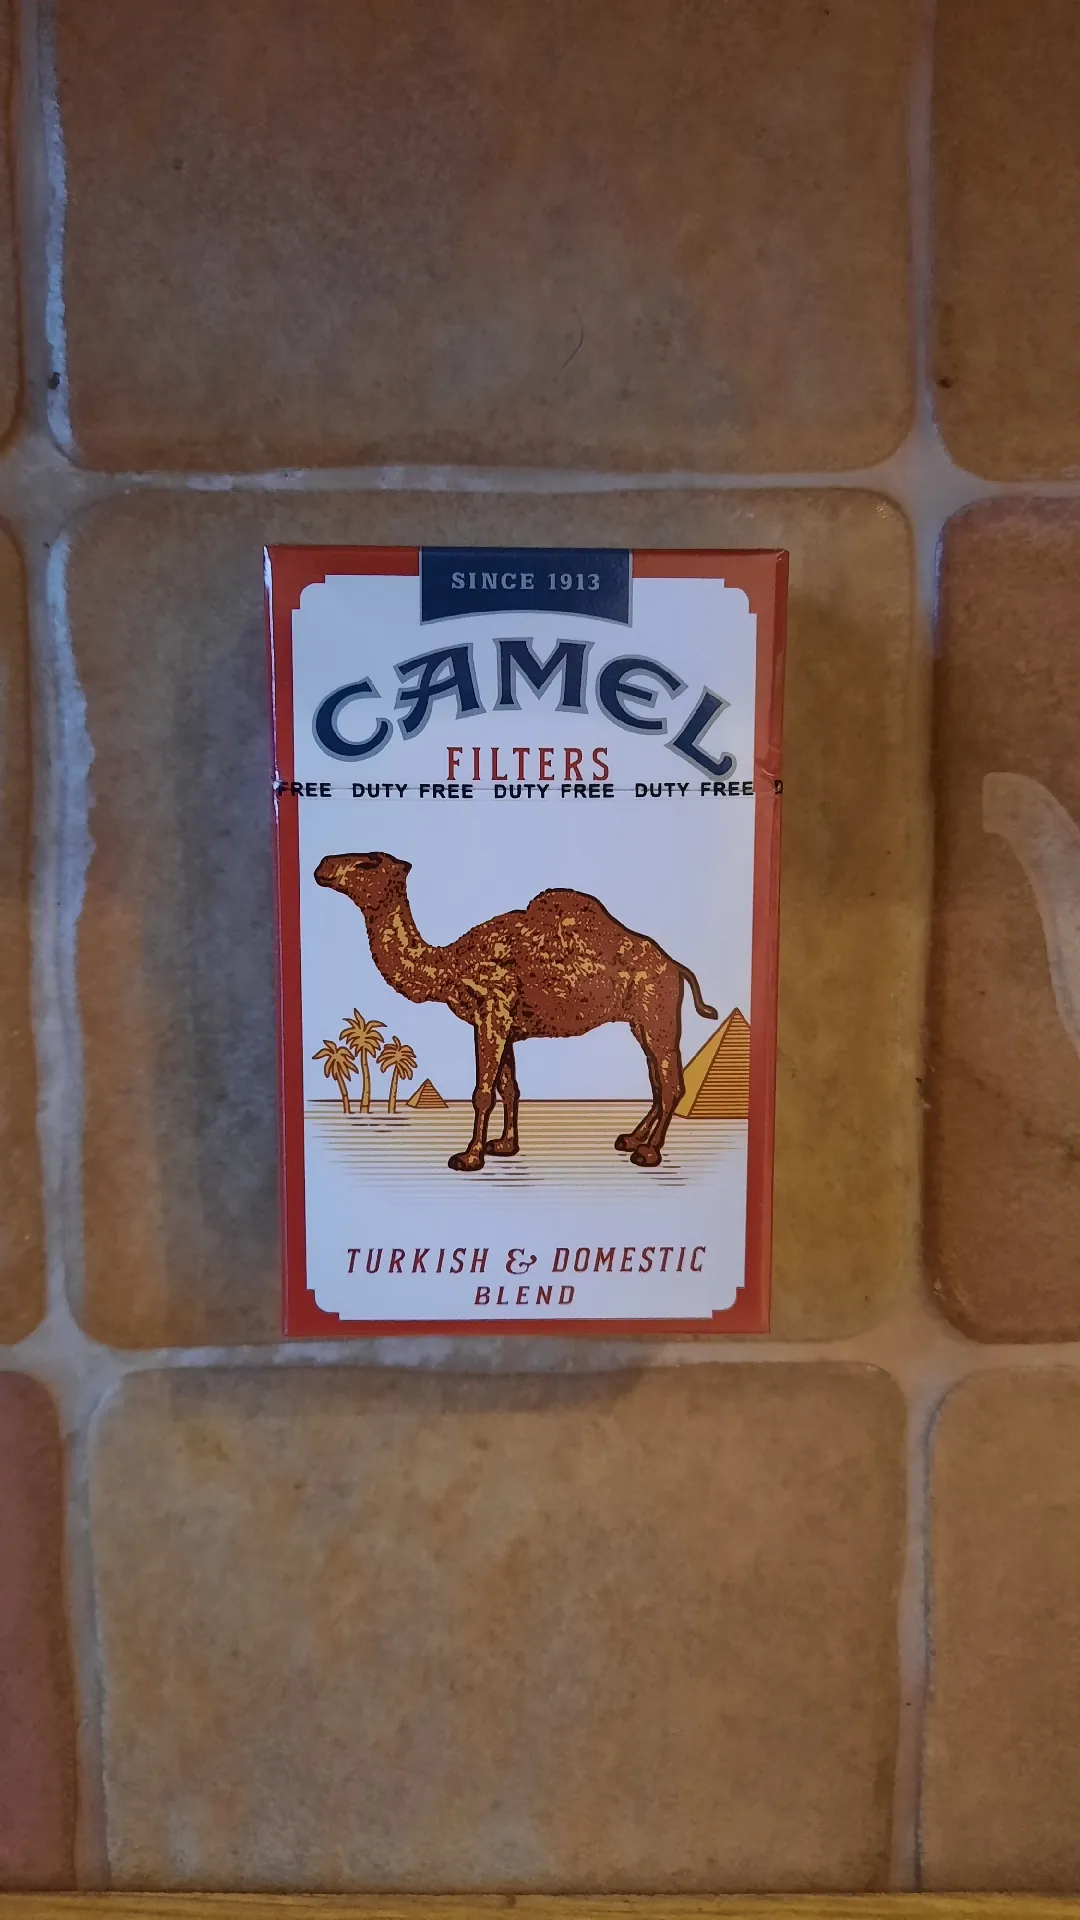 SINCE 1913
CAMEL
FILTERS
FREE DUTY FREE DUTY FREE DUTY FREE
TURKISH & DOMESTIC
BLEND